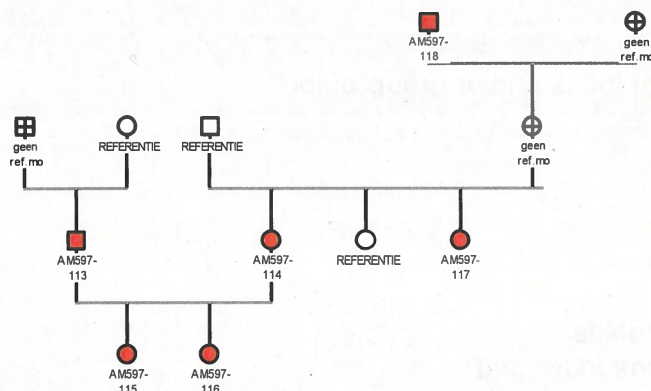 AM597-
118
geen
ref.mo
geen
ref.mo
REFERENTIE
REFERENTIE
geen
ref.mo
AM597-
113
AM597-
114
REFERENTIE
AM597-
117
AM597-
115
AM597-
116